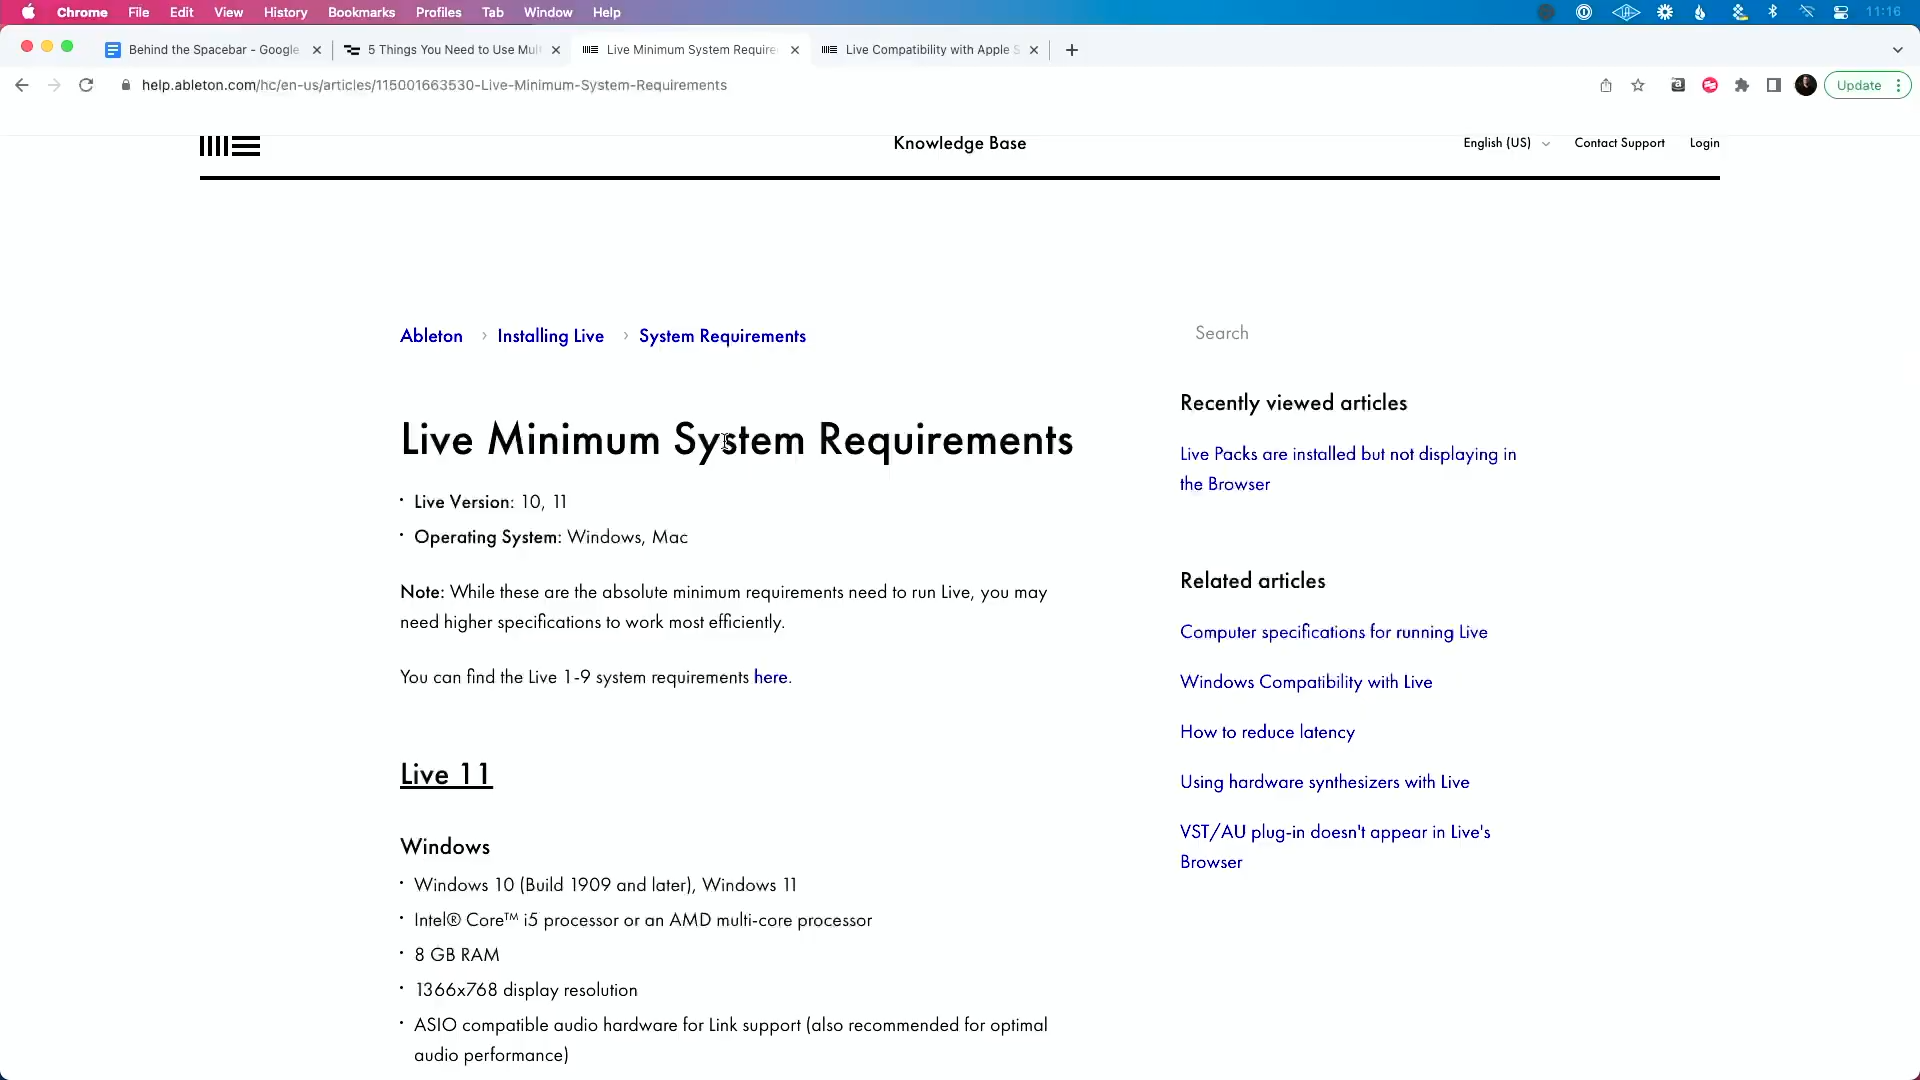 Chrome File Edit View History Bookmarks Profiles Tab Window Help 11:16
Behind the Spacebar - Google
5 Things You Need to Use Mul
Live Minimum System Require
Live Compatibility with Apple S
help.ableton.com/hc/en-us/articles/115001663530-Live-Minimum-System-Requirements
Update
Knowledge Base
English (US) Contact Support Login
Ableton › Installing Live › System Requirements
Search
Live Minimum System Requirements
· Live Version: 10, 11
· Operating System: Windows, Mac
Note: While these are the absolute minimum requirements need to run Live, you may
need higher specifications to work most efficiently.
You can find the Live 1-9 system requirements here.
Live 11
Windows
· Windows 10 (Build 1909 and later), Windows 11
· Intel® Core™ i5 processor or an AMD multi-core processor
· 8 GB RAM
· 1366x768 display resolution
· ASIO compatible audio hardware for Link support (also recommended for optimal
audio performance)
Recently viewed articles
Live Packs are installed but not displaying in
the Browser
Related articles
Computer specifications for running Live
Windows Compatibility with Live
How to reduce latency
Using hardware synthesizers with Live
VST/AU plug-in doesn't appear in Live's
Browser